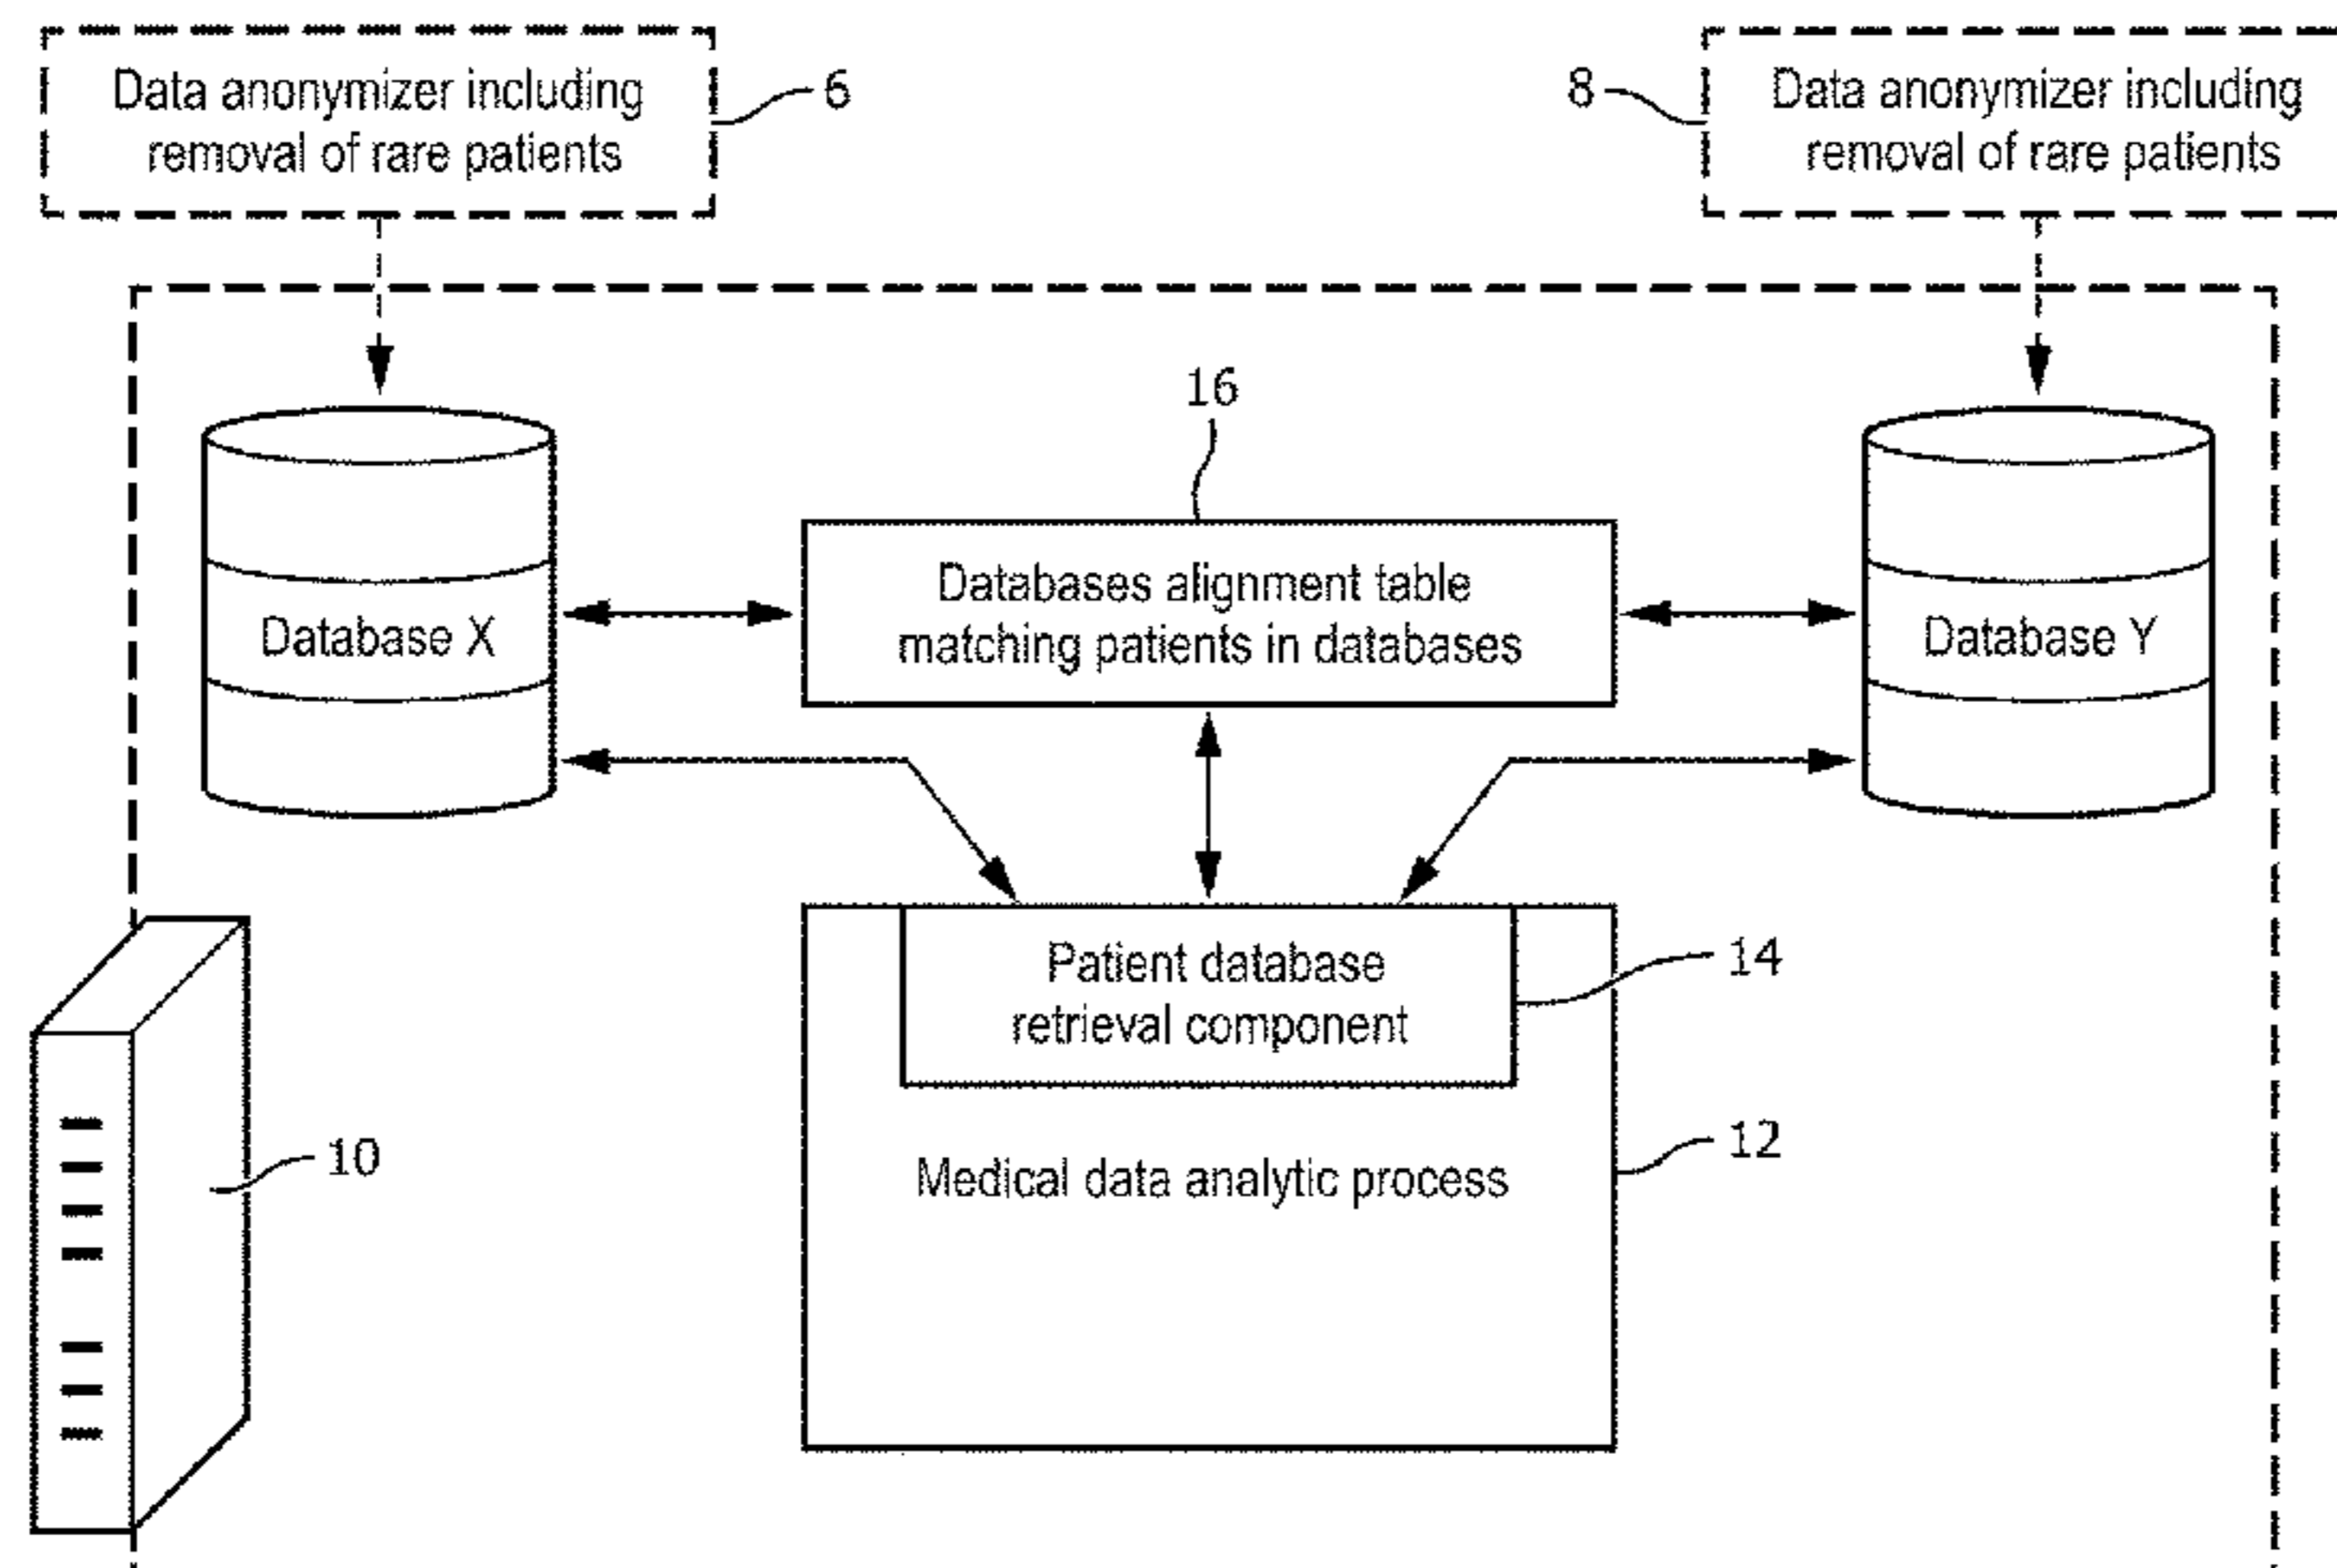 Data anonymizer including
removal of rare patients
6
8
Data anonymizer including
removal of rare patients
16
Database X
Databases alignment table
matching patients in databases
Database Y
Patient database
retrieval component
14
10
Medical data analytic process
12